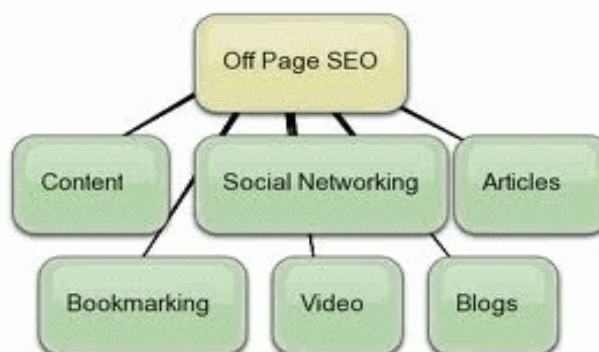 Off Page SEO
Content
Social Networking
Articles
Bookmarking
Video
Blogs